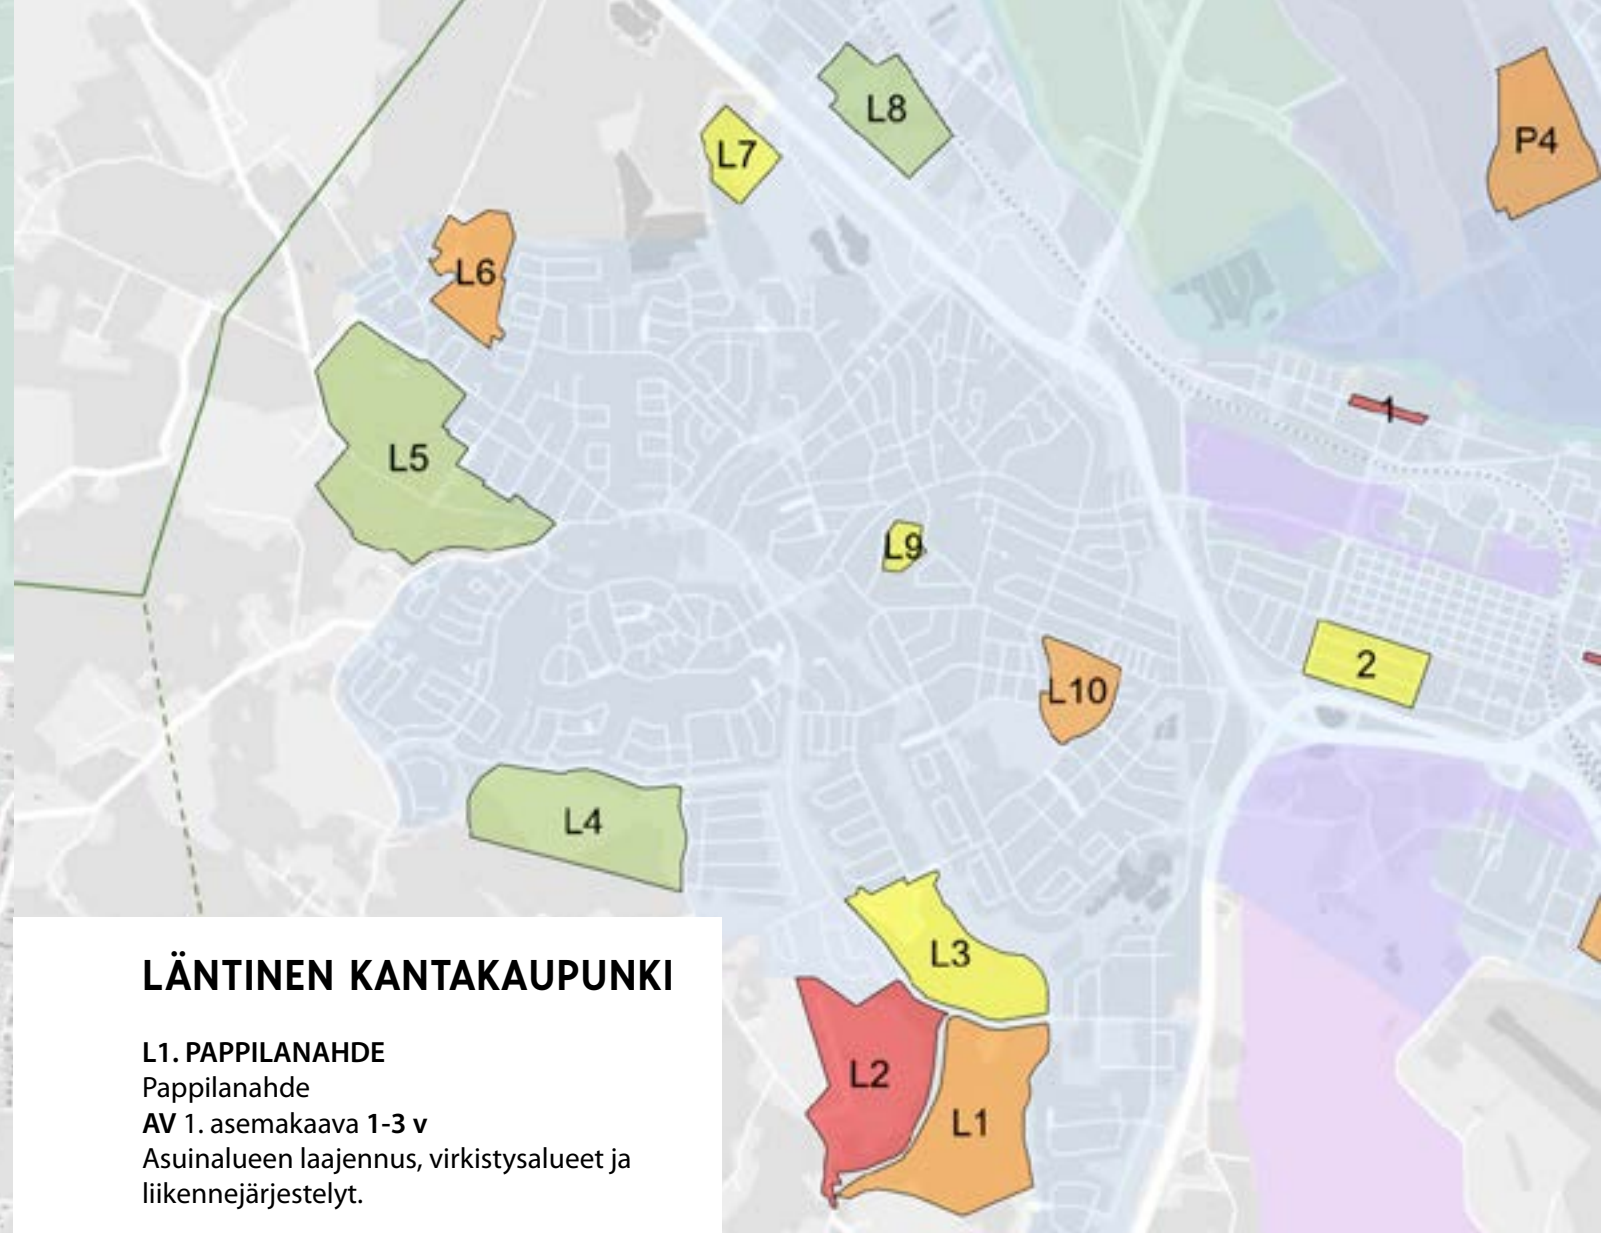 L8
P4
L7
L6
1
L5
L9
2
L10
L4
L3
L2
L1
LÄNTINEN KANTAKAUPUNKI
L1. PAPPILANAHDE
Pappilanahde
AV 1. asemakaava 1-3 v
Asuinalueen laajennus, virkistysalueet ja
liikennejärjestelyt.